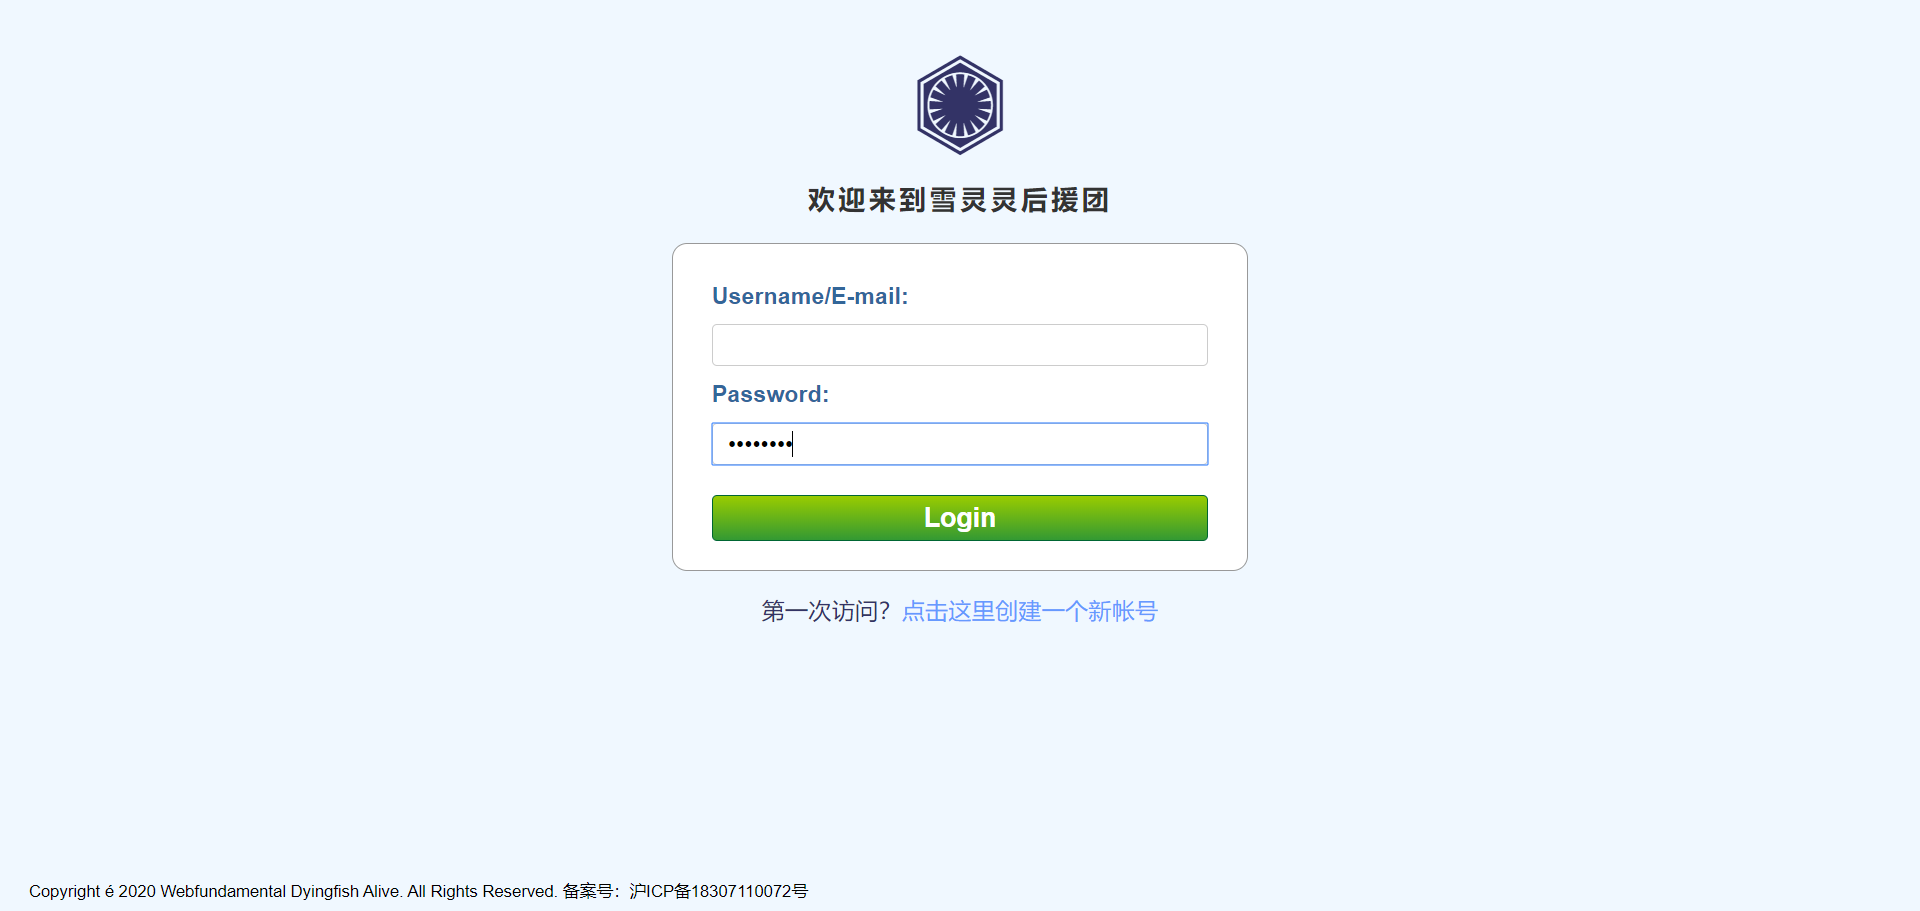 欢迎来到雪灵灵后援团
Username/E-mail:
Password:
••••••••
Login
第一次访问？点击这里创建一个新帐号
Copyright é 2020 Webfundamental Dyingfish Alive. All Rights Reserved. 备案号：沪ICP备18307110072号